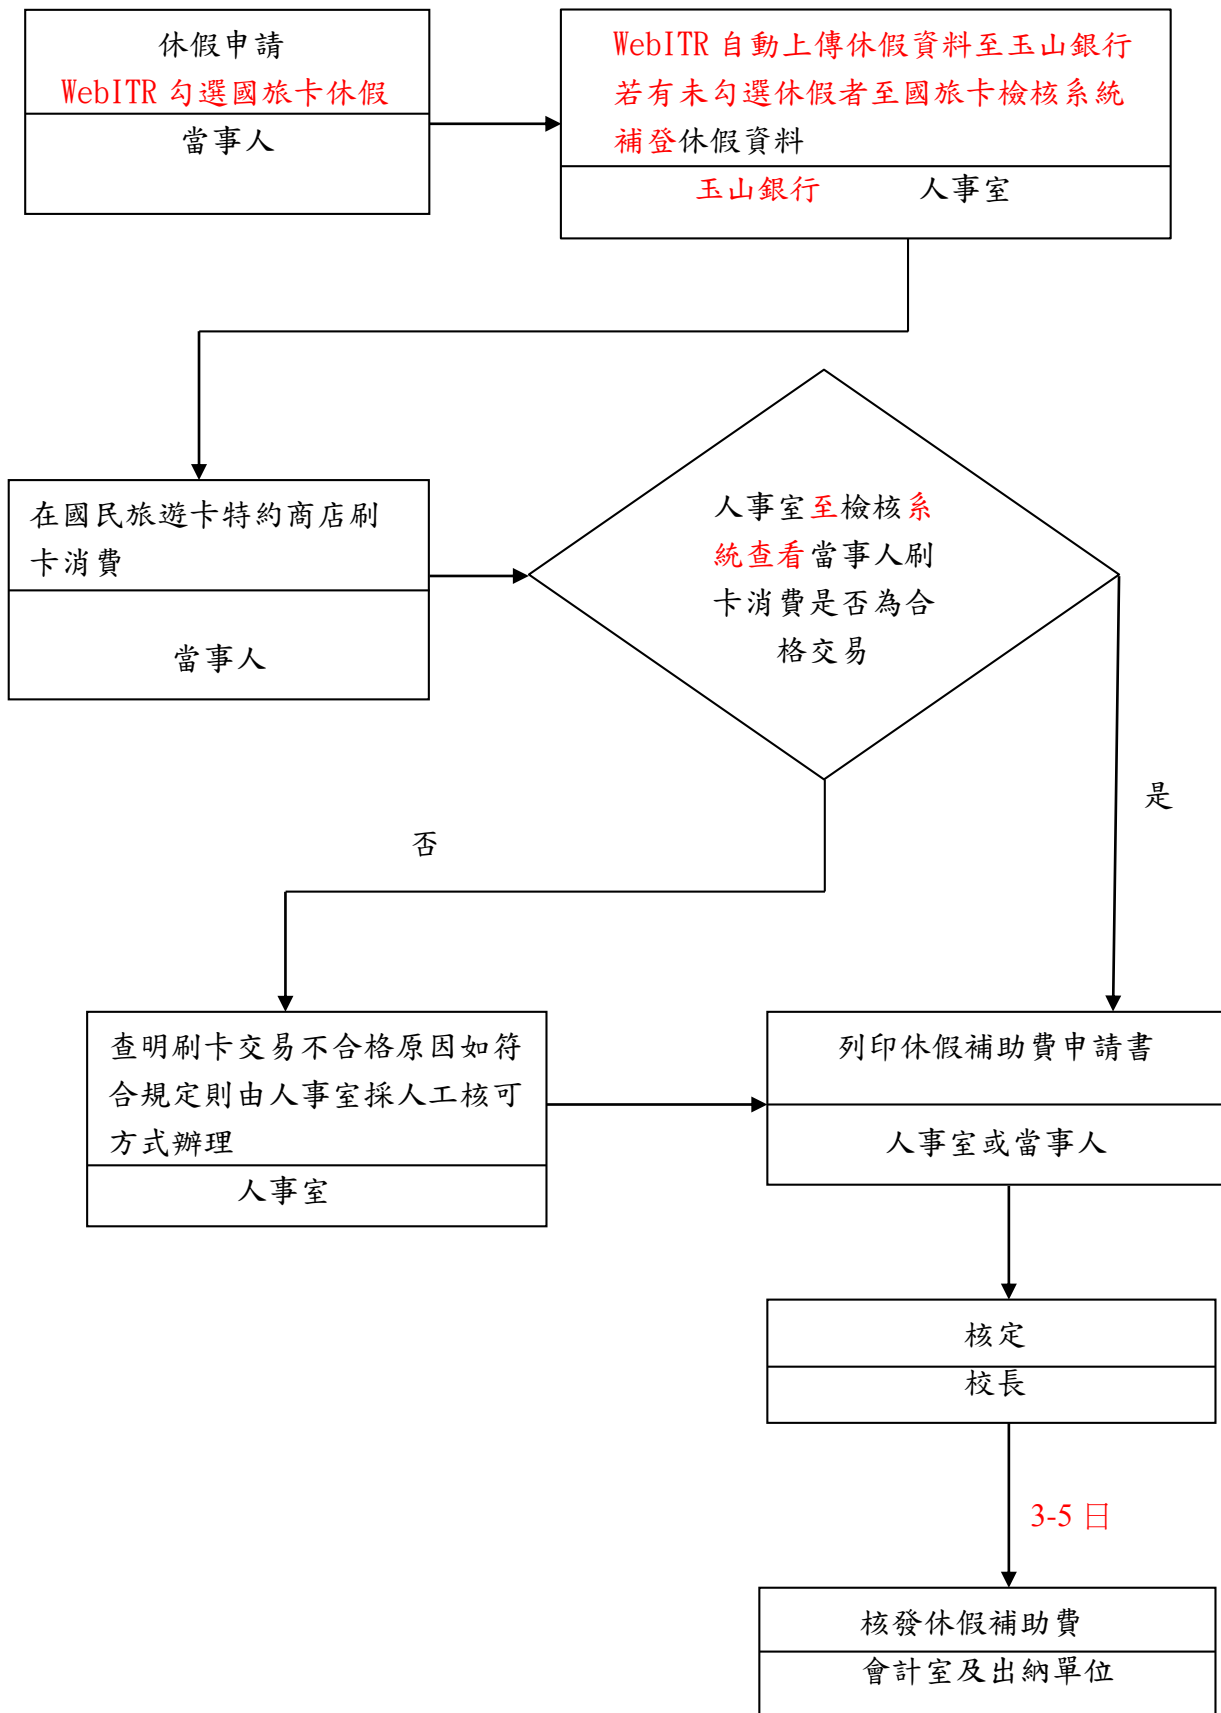 休假申請
WebITR 勾選國旅卡休假
當事人
WebITR 自動上傳休假資料至玉山銀行
若有未勾選休假者至國旅卡檢核系統
補登休假資料
玉山銀行 人事室
在國民旅遊卡特約商店刷
卡消費
當事人
人事室至檢核系
統查看當事人刷
卡消費是否為合
格交易
是
否
查明刷卡交易不合格原因如符
合規定則由人事室採人工核可
方式辦理
人事室
列印休假補助費申請書
人事室或當事人
核定
校長
3-5 日
核發休假補助費
會計室及出納單位